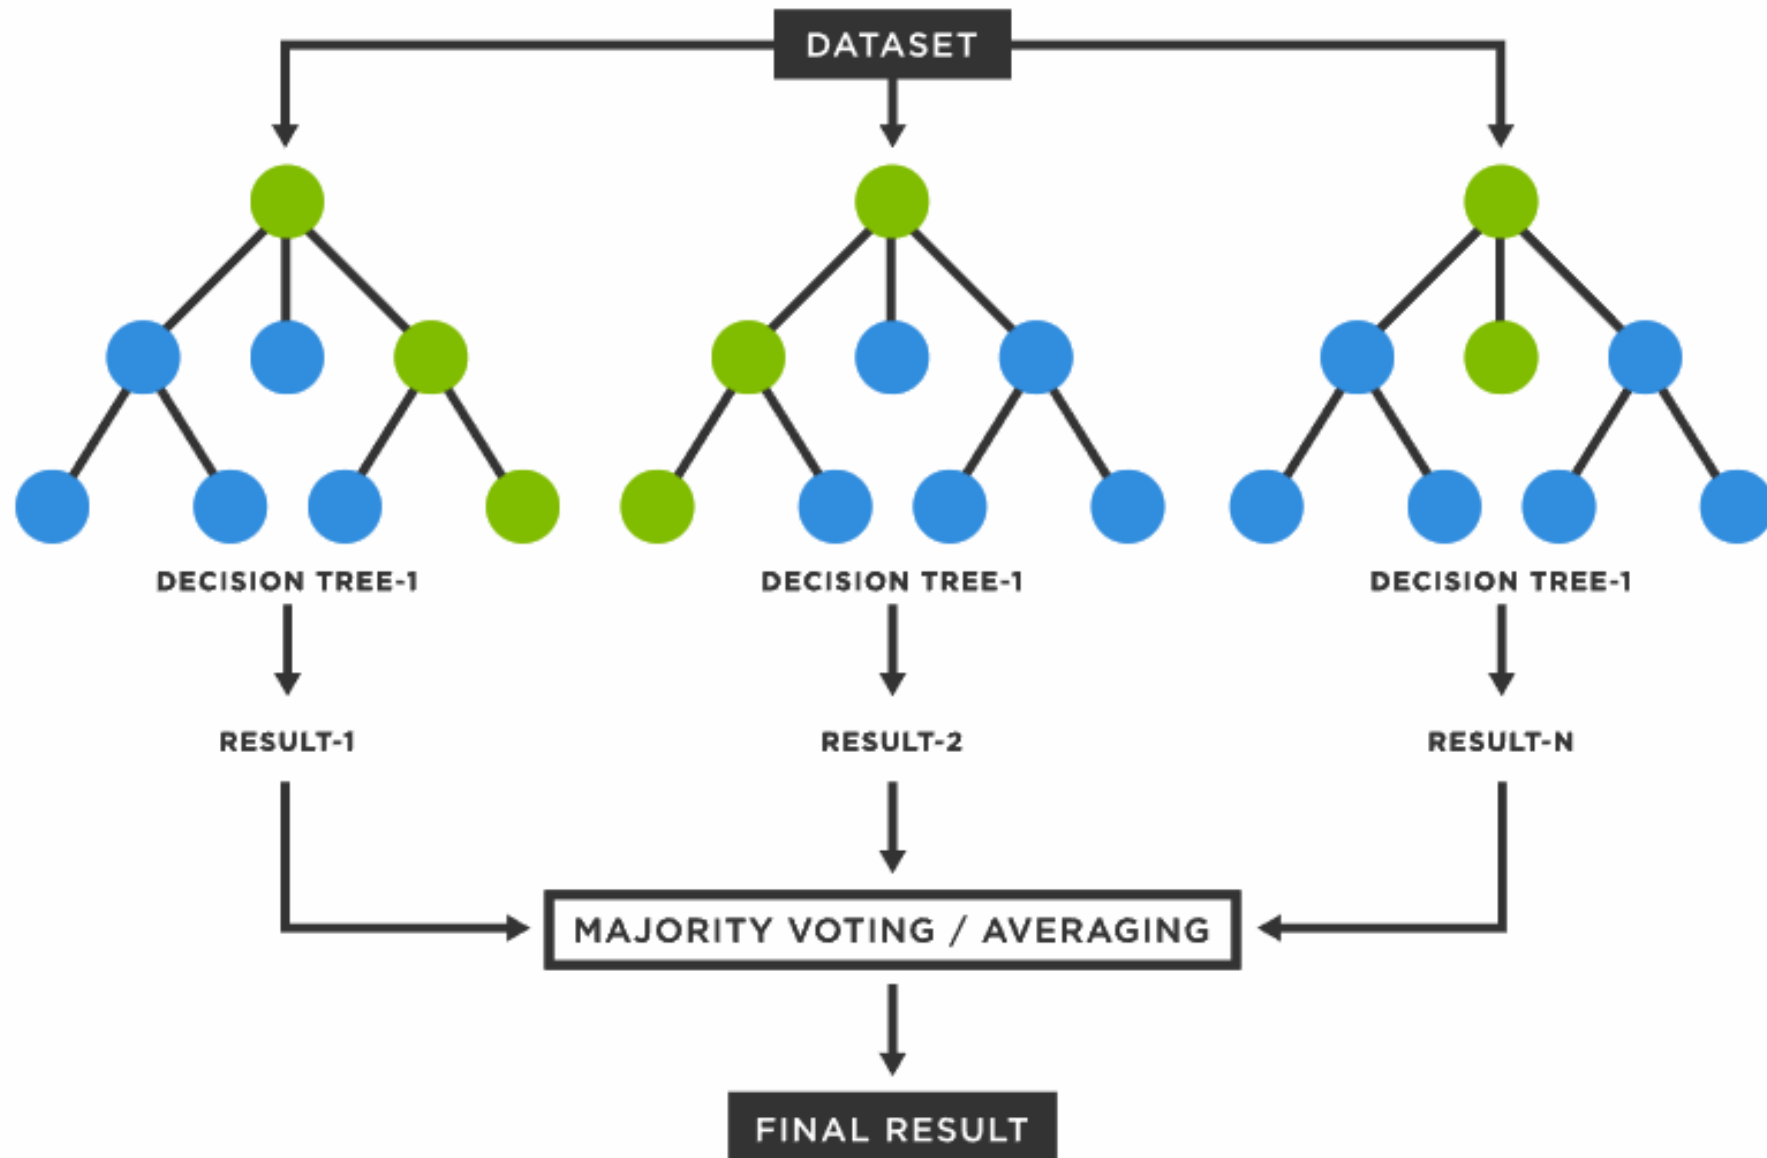 DATASET
DECISION TREE-1
DECISION TREE-1
DECISION TREE-1
RESULT-1
RESULT-2
RESULT-N
MAJORITY VOTING / AVERAGING
FINAL RESULT